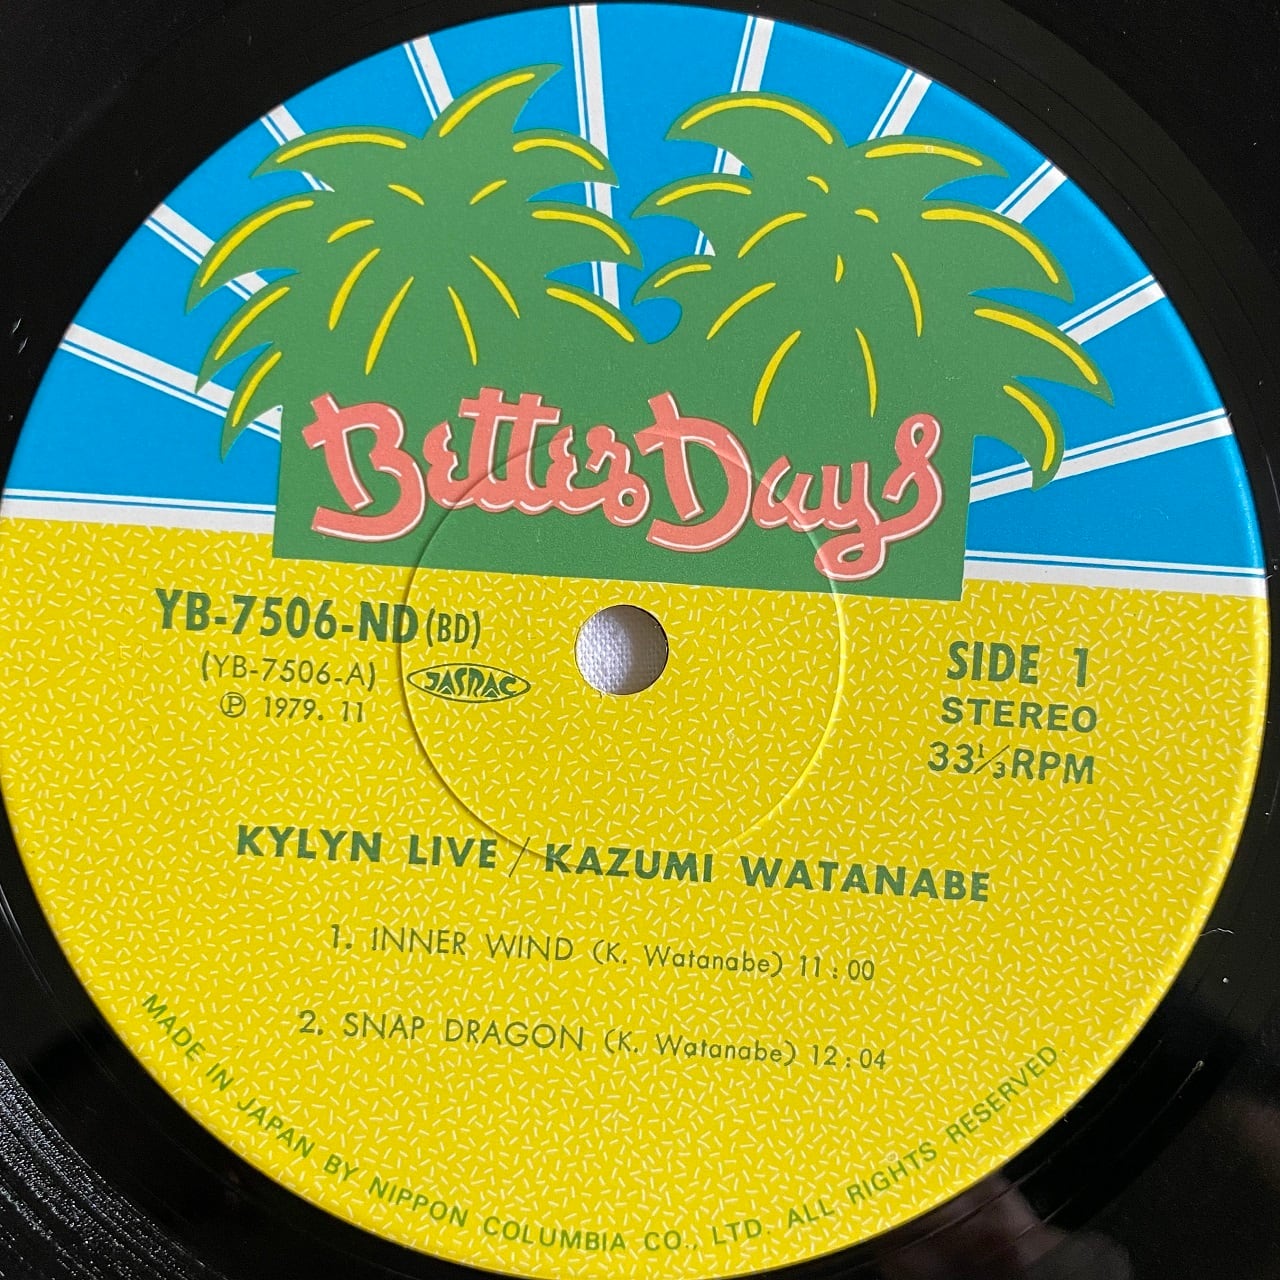 Better Days
YB-7506-ND (BD)
(YB-7506-A)
JASRAC
Ⓟ 1979. 11
SIDE 1
STEREO
33⅓RPM
KYLYN LIVE / KAZUMI WATANABE
1. INNER WIND (K. Watanabe) 11:00
2. SNAP DRAGON (K. Watanabe) 12:04
MADE IN JAPAN BY NIPPON COLUMBIA CO., LTD. ALL RIGHTS RESERVED